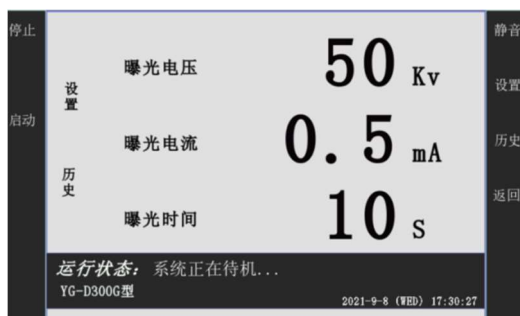 停止
启动
设置
历史
曝光电压 50 Kv
曝光电流 0.5 mA
曝光时间 10 S
静音
设置
历史
返回
运行状态：系统正在待机...
YG-D300G型
2021-9-8 (WED) 17:30:27